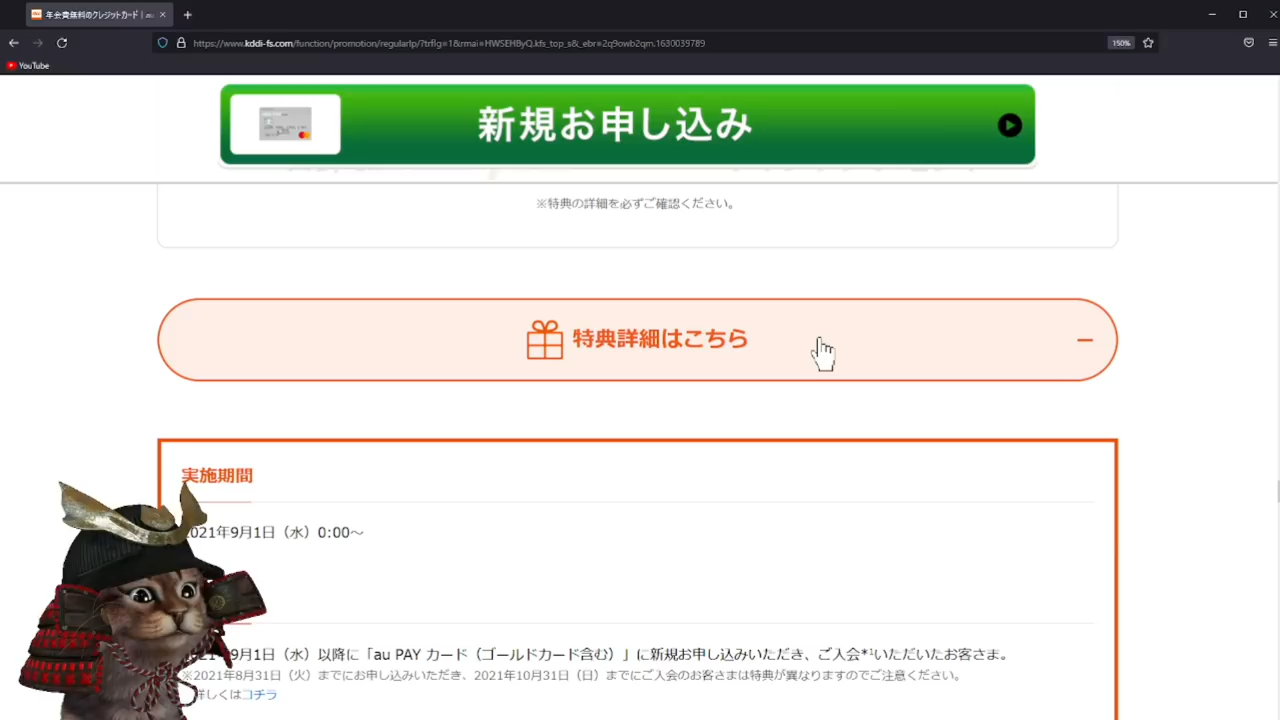 年会費無料のクレジットカード | au
https://www.kddi-fs.com/function/promotion/regularlp/?trflg=1&rmai=HWSEHByQ.kfs_top_s&_ebr=2q9owb2qm.1630039789
150%
YouTube
新規お申し込み
※特典の詳細を必ずご確認ください。
特典詳細はこちら
実施期間
2021年9月1日（水）0:00～
9月1日（水）以降に「au PAY カード（ゴールドカード含む）」に新規お申し込みいただき、ご入会*1いただいたお客さま。
※2021年8月31日（火）までにお申し込みいただき、2021年10月31日（日）までにご入会のお客さまは特典が異なりますのでご注意ください。
詳しくはコチラ